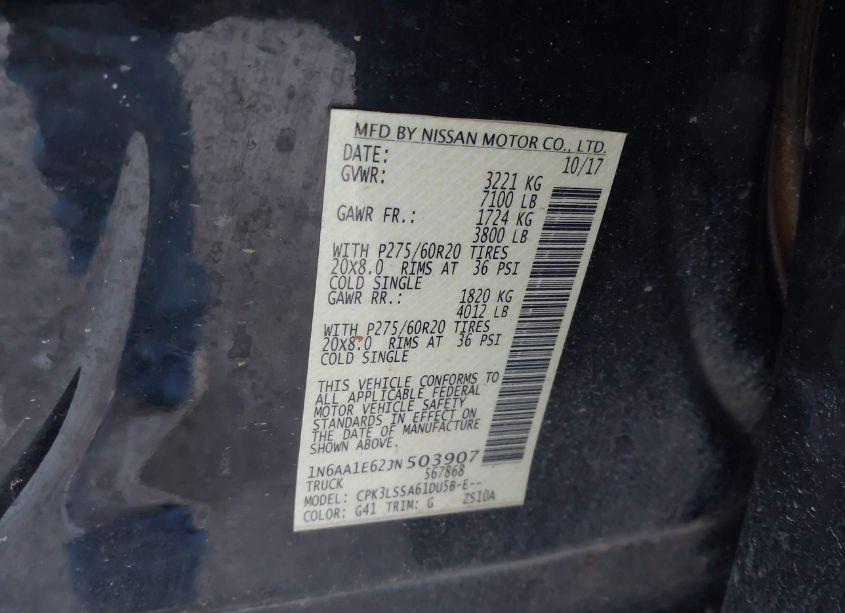 MFD BY NISSAN MOTOR CO., LTD.
DATE: 10/17
GVWR: 3221 KG
7100 LB
GAWR FR.: 1724 KG
3800 LB
WITH P275/60R20 TIRES
20X8.0 RIMS AT 36 PSI
COLD SINGLE
GAWR RR.: 1820 KG
4012 LB
WITH P275/60R20 TIRES
20X8.0 RIMS AT 36 PSI
COLD SINGLE
THIS VEHICLE CONFORMS TO
ALL APPLICABLE FEDERAL
MOTOR VEHICLE SAFETY
STANDARDS IN EFFECT ON
THE DATE OF MANUFACTURE
SHOWN ABOVE.
1N6AA1E62JN503907
TRUCK 567868
MODEL: CPK3LSSA61DU5B-E--
COLOR: G41 TRIM: G ZS10A